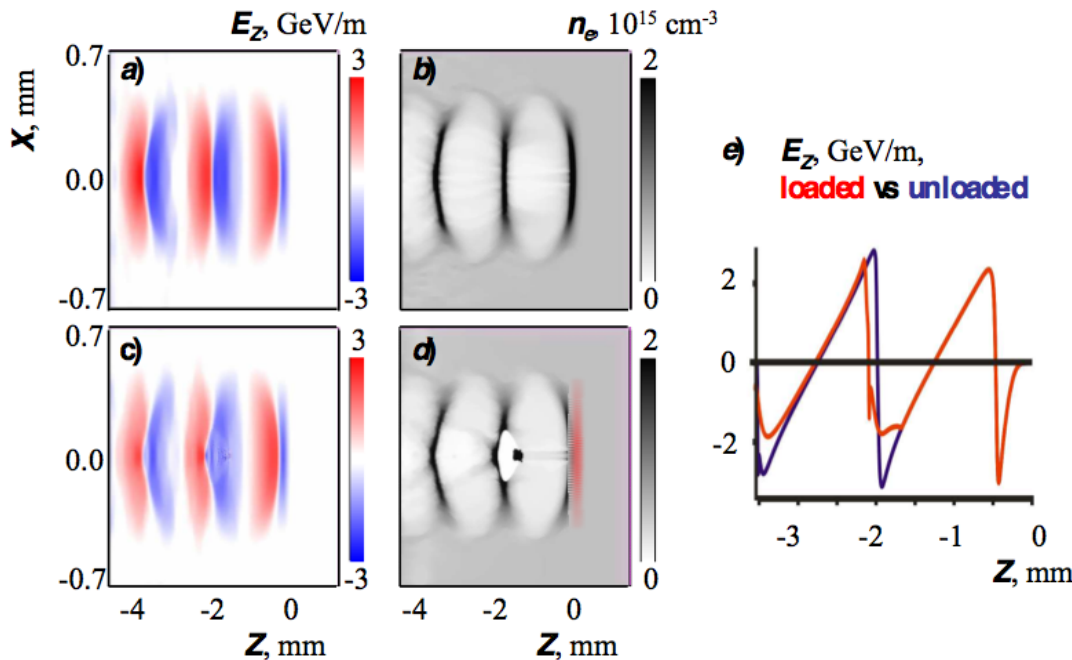 E_Z, GeV/m
n_e, 10^15 cm^-3
0.7
a)
3
b)
2
X, mm
0.0
-0.7
-3
0
0.7
c)
3
d)
2
0.0
-0.7
-3
0
-4
-2
0
-4
-2
0
Z, mm
Z, mm
e) E_Z, GeV/m,
loaded vs unloaded
2
0
-2
-3
-2
-1
0
Z, mm